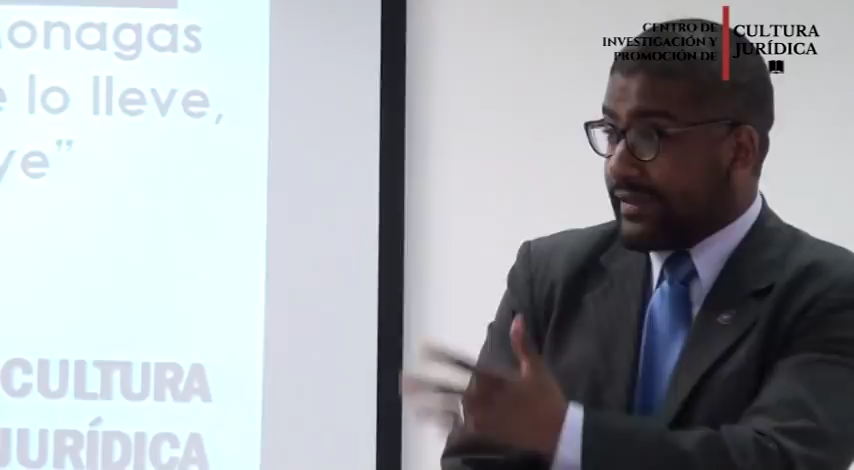 onagas
lo lleve,
ye”
CULTURA
JURÍDICA
CENTRO DE
INVESTIGACIÓN Y
PROMOCIÓN DE
CULTURA
JURÍDICA